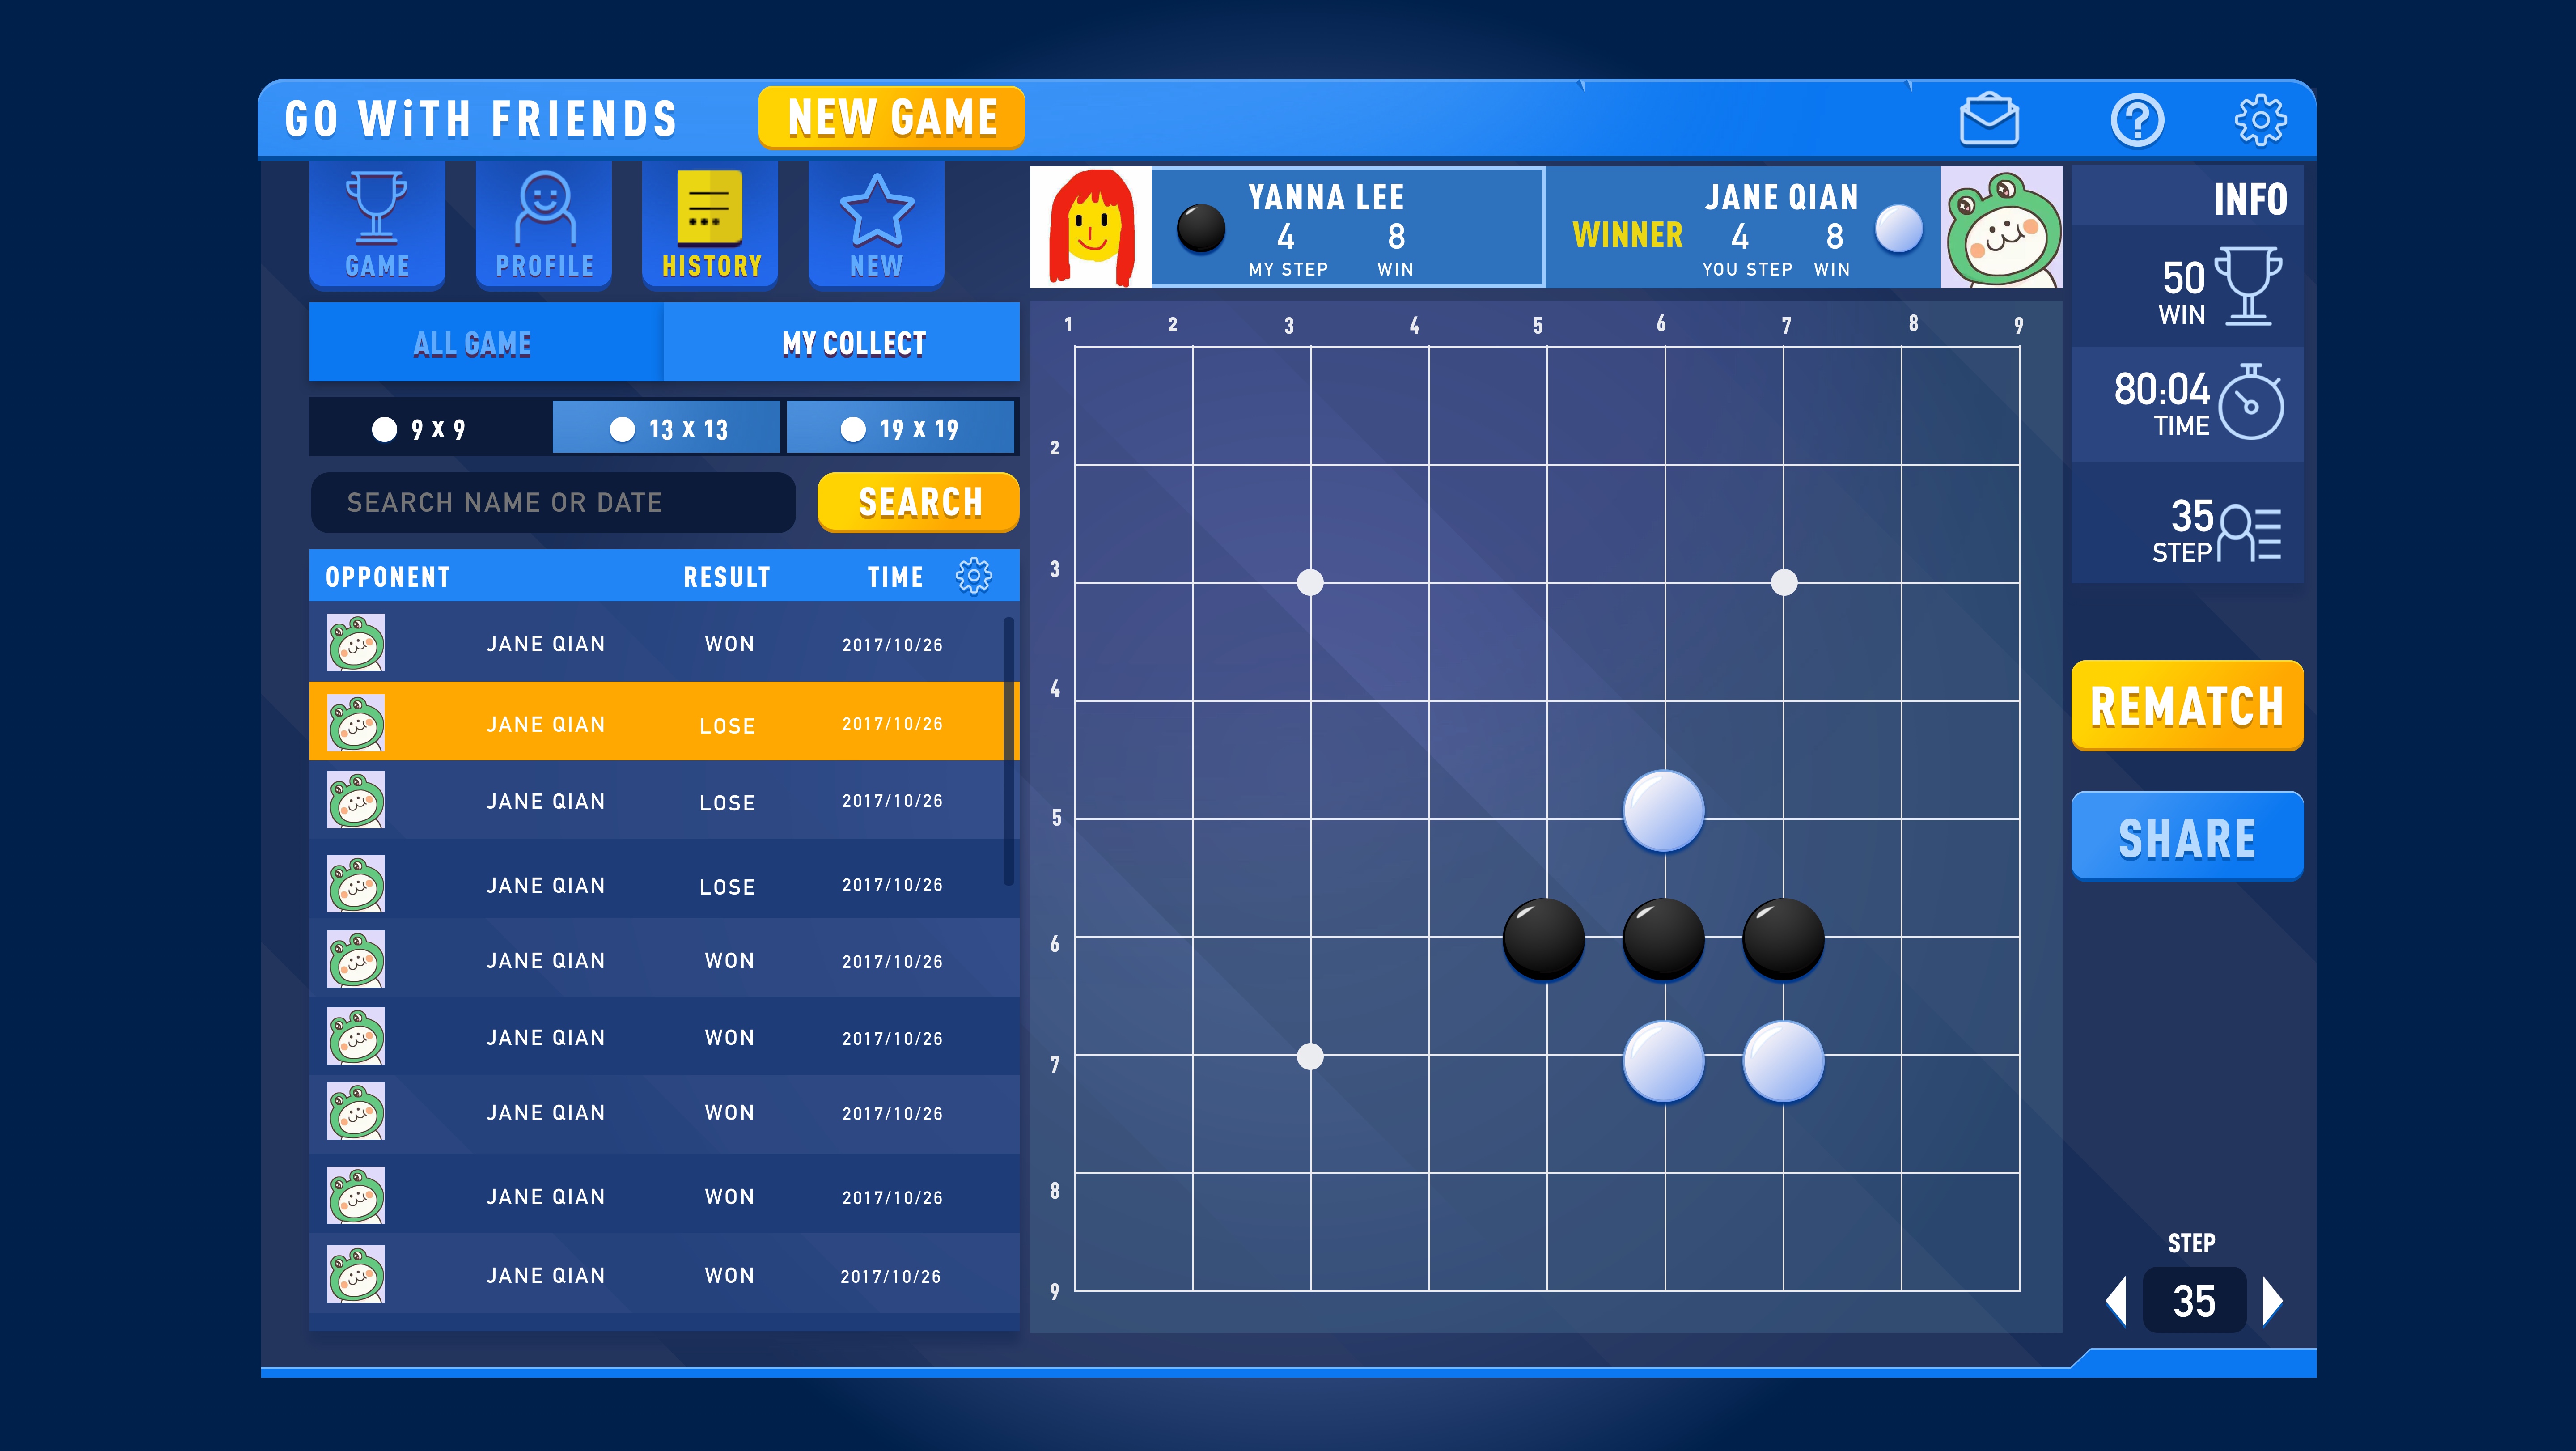 GO WiTH FRIENDS
NEW GAME
GAME
PROFILE
HISTORY
NEW
ALL GAME
MY COLLECT
9 X 9
13 X 13
19 X 19
SEARCH NAME OR DATE
SEARCH
OPPONENT RESULT TIME
JANE QIAN WON 2017/10/26
JANE QIAN LOSE 2017/10/26
JANE QIAN LOSE 2017/10/26
JANE QIAN LOSE 2017/10/26
JANE QIAN WON 2017/10/26
JANE QIAN WON 2017/10/26
JANE QIAN WON 2017/10/26
JANE QIAN WON 2017/10/26
JANE QIAN WON 2017/10/26
YANNA LEE
4 8
MY STEP WIN
WINNER
JANE QIAN
4 8
YOU STEP WIN
1 2 3 4 5 6 7 8 9
2
3
4
5
6
7
8
9
INFO
50
WIN
80:04
TIME
35
STEP
REMATCH
SHARE
STEP
35